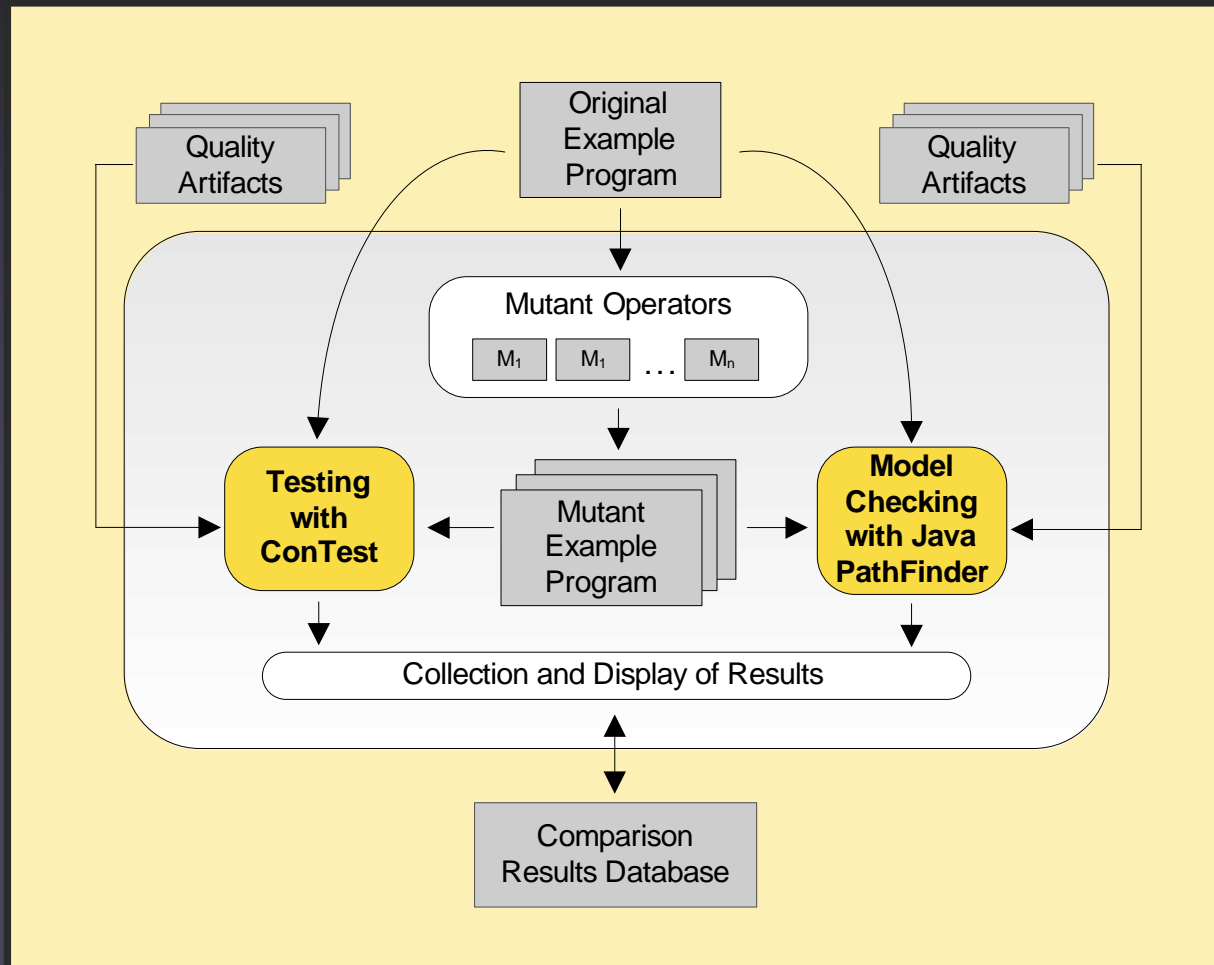 Quality
Artifacts
Original
Example
Program
Quality
Artifacts
Mutant Operators
M₁ M₁ ... Mₙ
Testing
with
ConTest
Mutant
Example
Program
Model
Checking
with Java
PathFinder
Collection and Display of Results
Comparison
Results Database